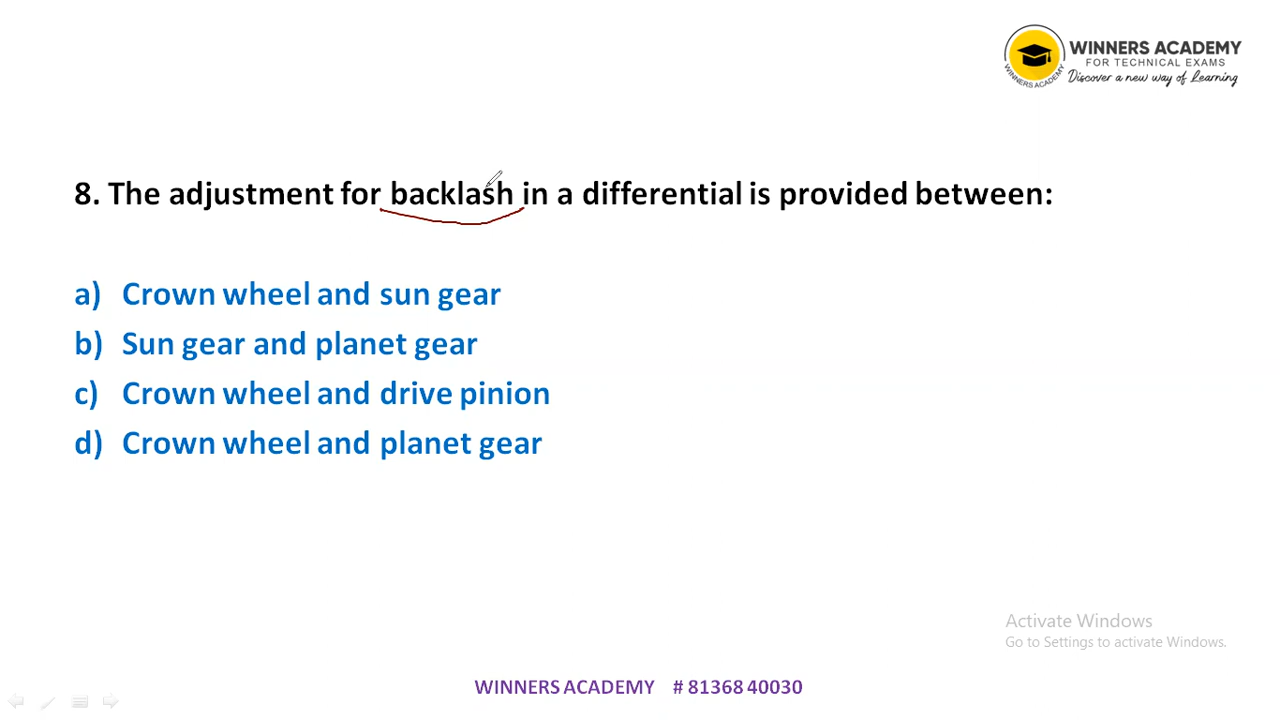 WINNERS ACADEMY
FOR TECHNICAL EXAMS
Discover a new way of Learning
WINNERS ACADEMY
8. The adjustment for backlash in a differential is provided between:
a) Crown wheel and sun gear
b) Sun gear and planet gear
c) Crown wheel and drive pinion
d) Crown wheel and planet gear
Activate Windows
Go to Settings to activate Windows.
WINNERS ACADEMY # 81368 40030